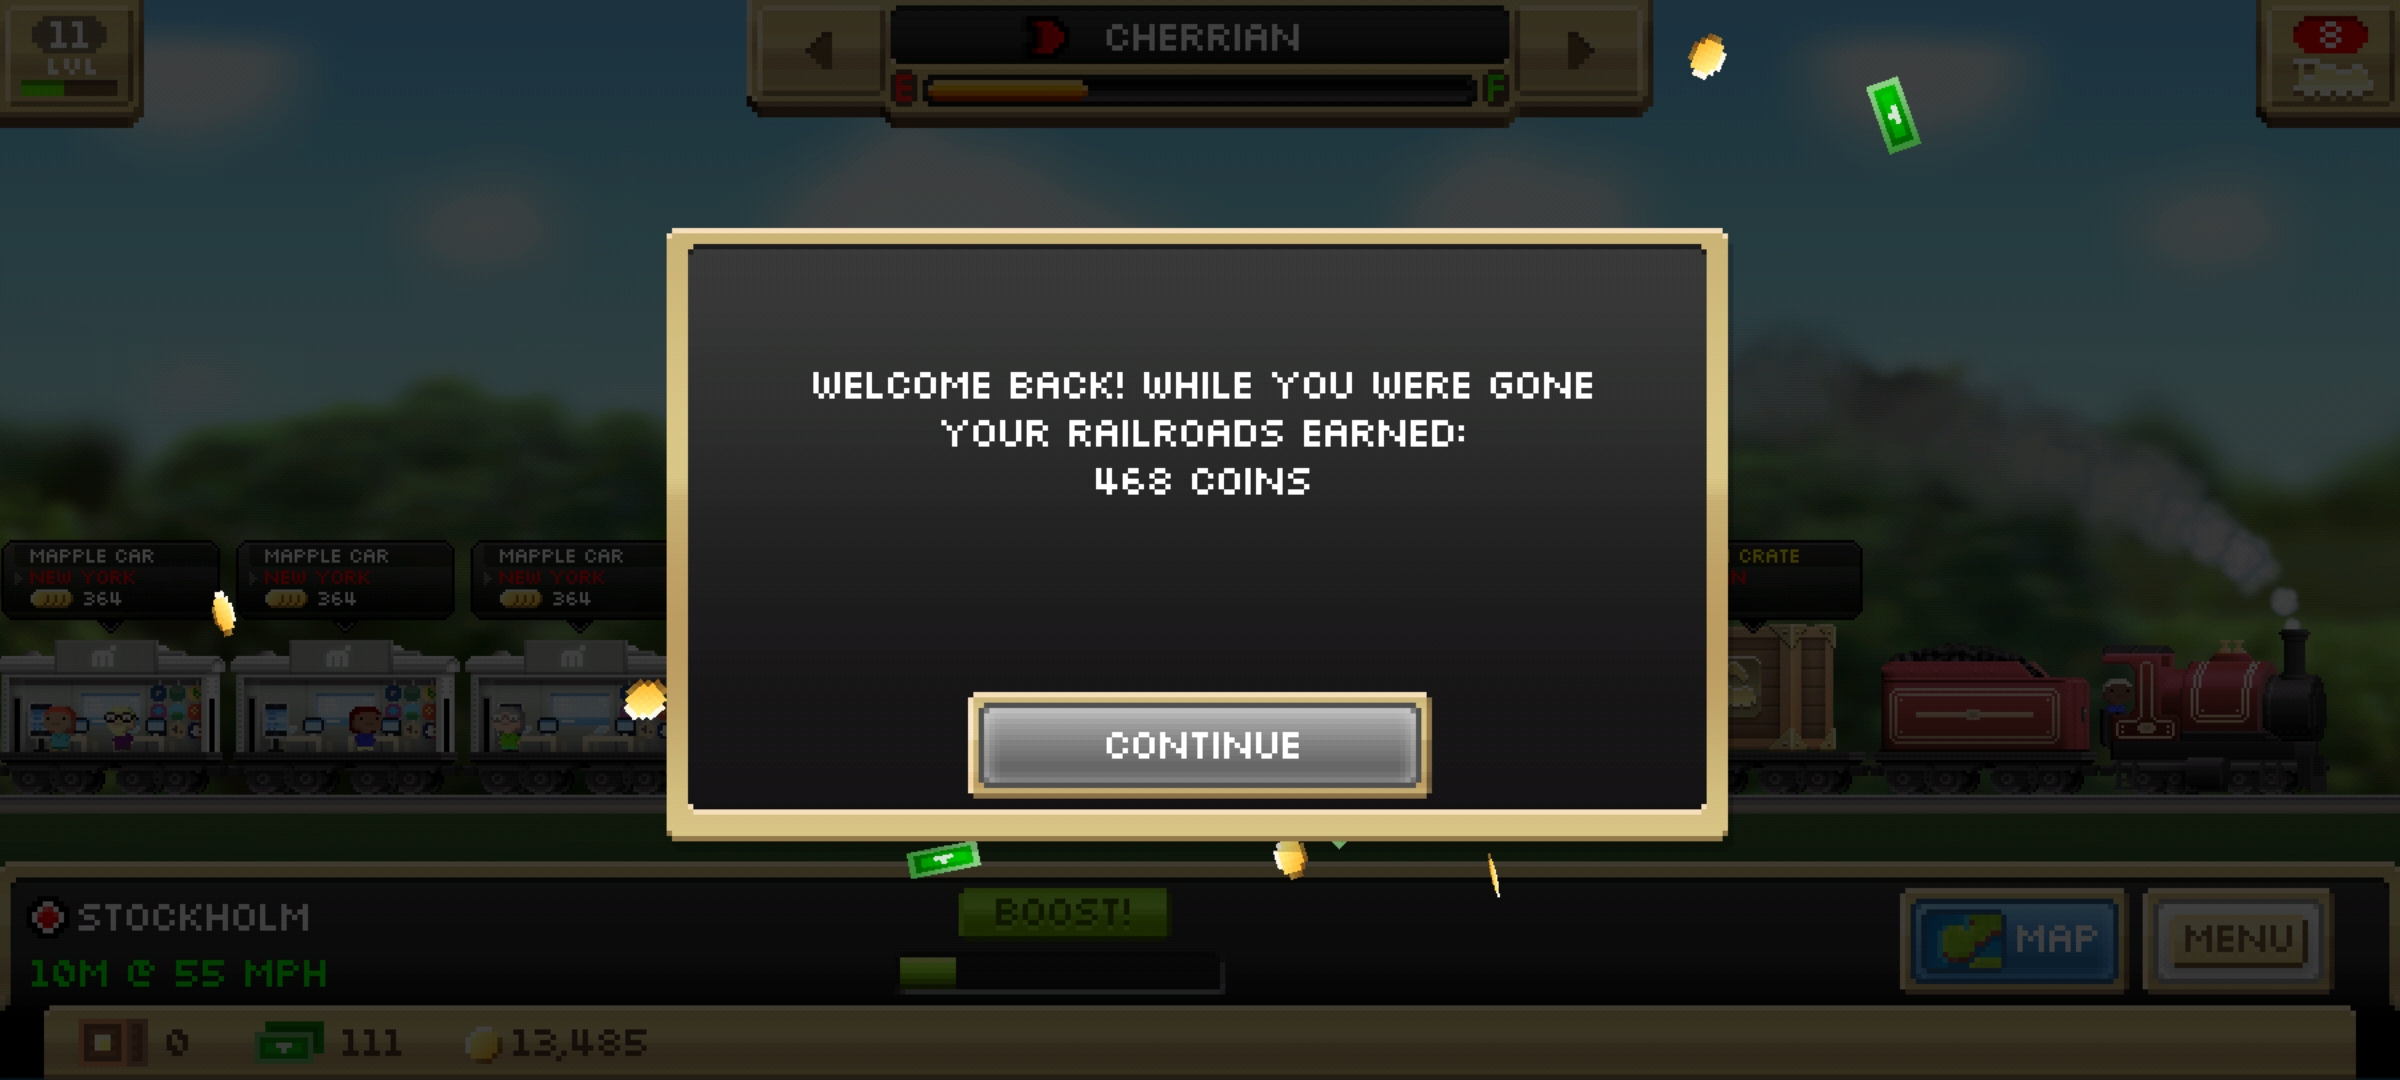 11
LVL
CHERRIAN
E
F
8
WELCOME BACK! WHILE YOU WERE GONE
YOUR RAILROADS EARNED:
468 COINS
CONTINUE
MAPPLE CAR
NEW YORK
364
MAPPLE CAR
NEW YORK
364
MAPPLE CAR
NEW YORK
364
CRATE
m
m
m
STOCKHOLM
10M @ 55 MPH
BOOST!
MAP
MENU
0
111
13,485